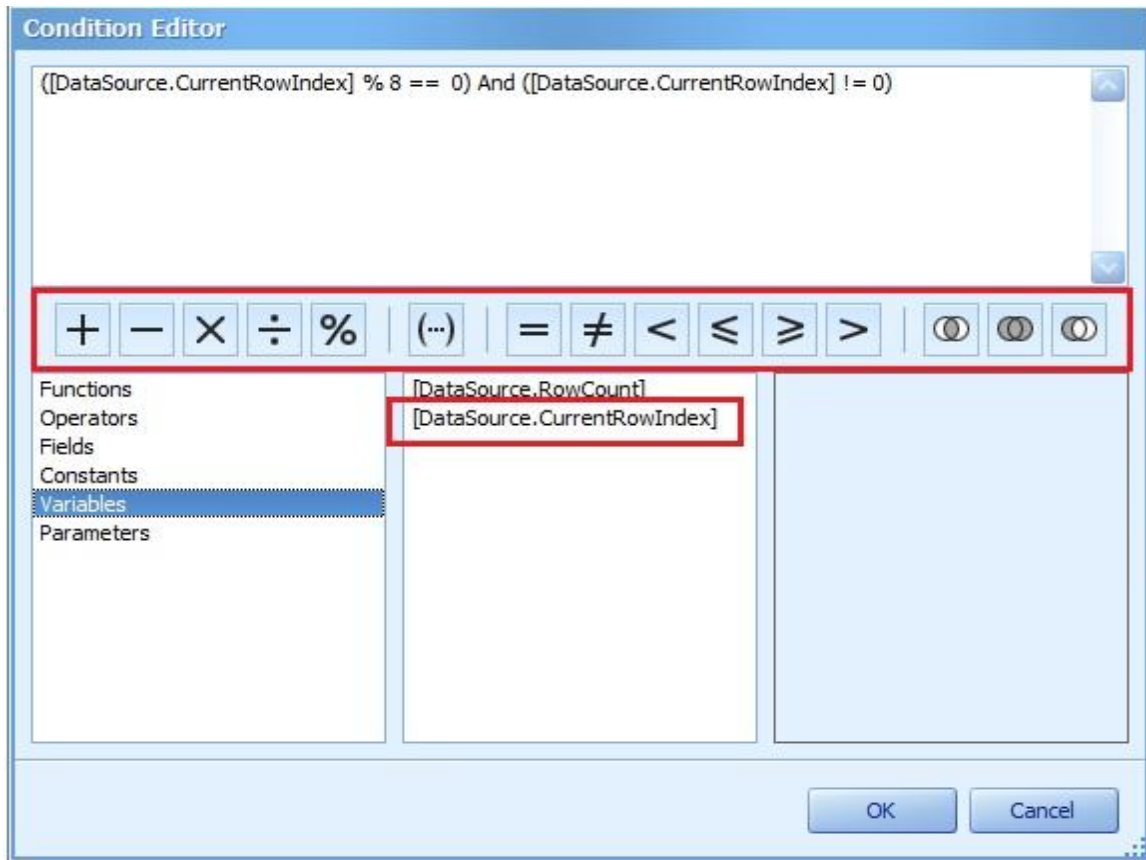 Condition Editor
([DataSource.CurrentRowIndex] % 8 == 0) And ([DataSource.CurrentRowIndex] != 0)
+ − × ÷ % (...) = ≠ < ≤ ≥ >
Functions
Operators
Fields
Constants
Variables
Parameters
[DataSource.RowCount]
[DataSource.CurrentRowIndex]
OK Cancel